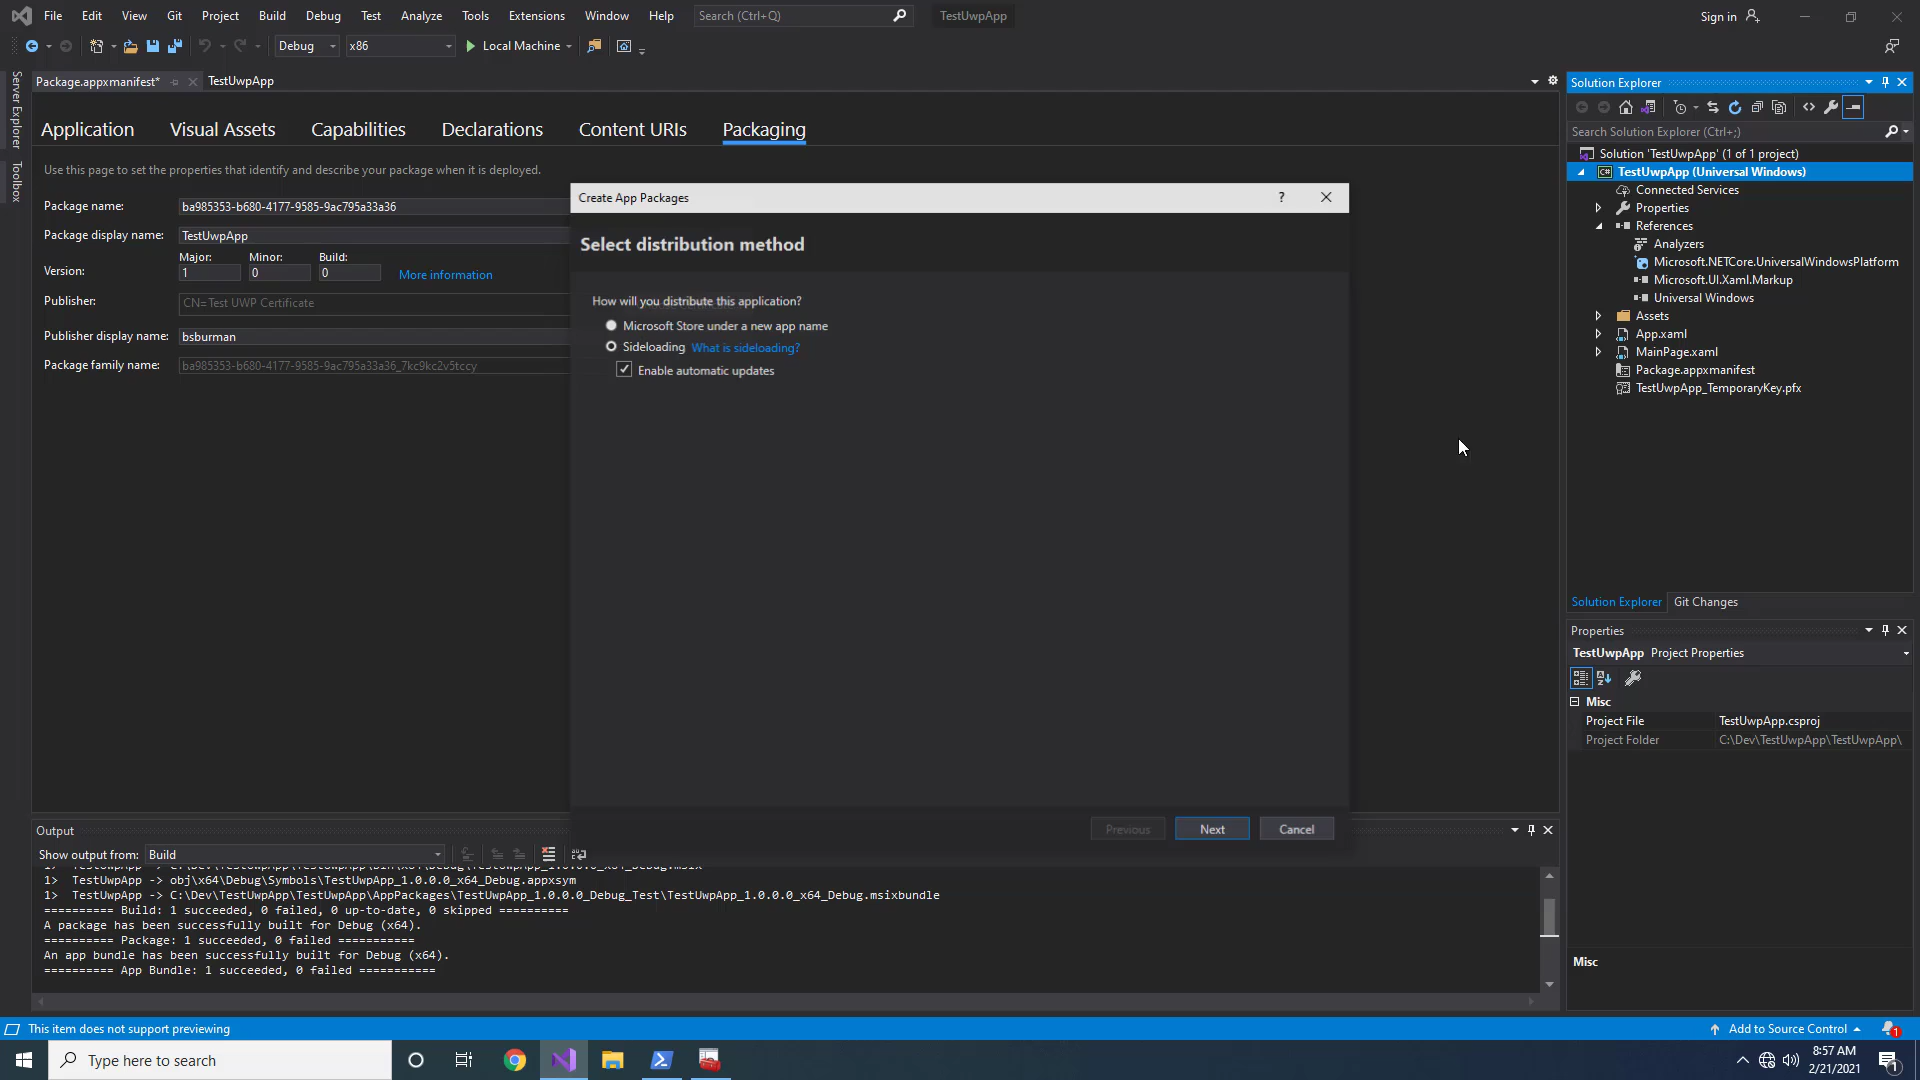 File Edit View Git Project Build Debug Test Analyze Tools Extensions Window Help Search (Ctrl+Q) TestUwpApp Sign in
Debug x86 Local Machine
Server Explorer
Toolbox
Package.appxmanifest* TestUwpApp
Application Visual Assets Capabilities Declarations Content URIs Packaging
Use this page to set the properties that identify and describe your package when it is deployed.
Package name: ba985353-b680-4177-9585-9ac795a33a36
Package display name: TestUwpApp
Major: Minor: Build:
Version: 1 0 0 More information
Publisher: CN=Test UWP Certificate
Publisher display name: bsburman
Package family name: ba985353-b680-4177-9585-9ac795a33a36_7kc9kc2v5tccy
Create App Packages ?
Select distribution method
How will you distribute this application?
Microsoft Store under a new app name
Sideloading What is sideloading?
Enable automatic updates
Previous Next Cancel
Solution Explorer
Search Solution Explorer (Ctrl+;)
Solution 'TestUwpApp' (1 of 1 project)
C# TestUwpApp (Universal Windows)
Connected Services
Properties
References
Analyzers
Microsoft.NETCore.UniversalWindowsPlatform
Microsoft.UI.Xaml.Markup
Universal Windows
Assets
App.xaml
MainPage.xaml
Package.appxmanifest
TestUwpApp_TemporaryKey.pfx
Solution Explorer Git Changes
Properties
TestUwpApp Project Properties
Misc
Project File TestUwpApp.csproj
Project Folder C:\Dev\TestUwpApp\TestUwpApp\
Misc
Output
Show output from: Build
1> TestUwpApp -> obj\x64\Debug\Symbols\TestUwpApp_1.0.0.0_x64_Debug.appxsym
1> TestUwpApp -> C:\Dev\TestUwpApp\TestUwpApp\AppPackages\TestUwpApp_1.0.0.0_Debug_Test\TestUwpApp_1.0.0.0_x64_Debug.msixbundle
========== Build: 1 succeeded, 0 failed, 0 up-to-date, 0 skipped ==========
A package has been successfully built for Debug (x64).
========== Package: 1 succeeded, 0 failed ===========
An app bundle has been successfully built for Debug (x64).
========== App Bundle: 1 succeeded, 0 failed ===========
This item does not support previewing Add to Source Control 1
Type here to search
8:57 AM
2/21/2021
1